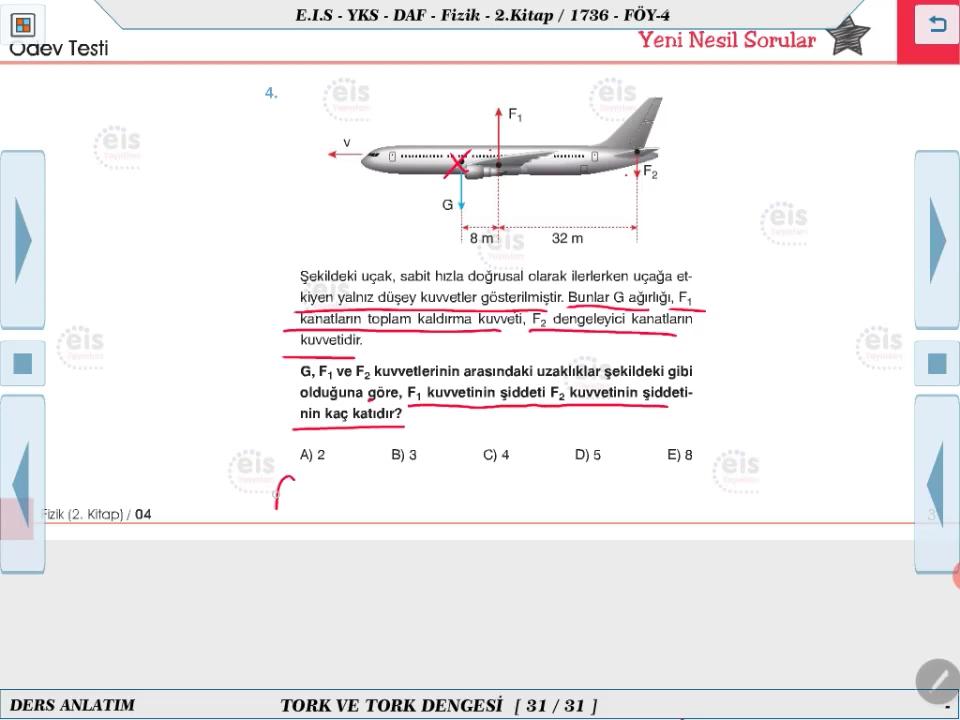 E.I.S - YKS - DAF - Fizik - 2.Kitap / 1736 - FÖY-4
Ödev Testi
Yeni Nesil Sorular
4.
eis
Yayınları
F1
v
F2
G
8 m
32 m
Şekildeki uçak, sabit hızla doğrusal olarak ilerlerken uçağa et-
kiyen yalnız düşey kuvvetler gösterilmiştir. Bunlar G ağırlığı, F1
kanatların toplam kaldırma kuvveti, F2 dengeleyici kanatların
kuvvetidir.
G, F1 ve F2 kuvvetlerinin arasındaki uzaklıklar şekildeki gibi
olduğuna göre, F1 kuvvetinin şiddeti F2 kuvvetinin şiddeti-
nin kaç katıdır?
A) 2 B) 3 C) 4 D) 5 E) 8
Fizik (2. Kitap) / 04
DERS ANLATIM TORK VE TORK DENGESİ [ 31 / 31 ] -